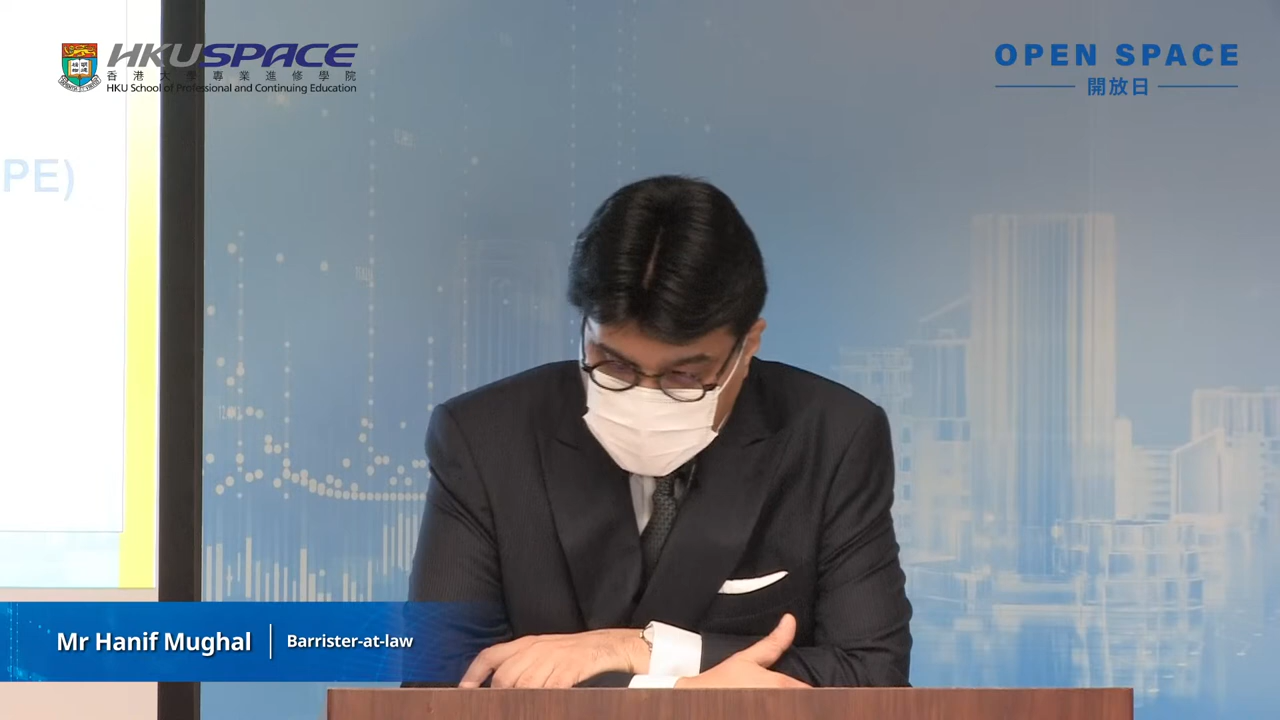 HKUSPACE
香港大學專業進修學院
HKU School of Professional and Continuing Education
OPEN SPACE
開放日
PE)
Mr Hanif Mughal
Barrister-at-law